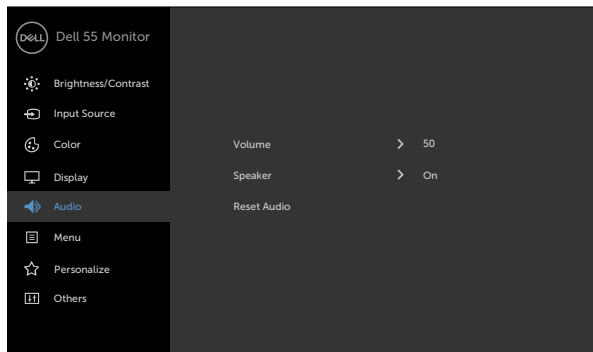 DELL Dell 55 Monitor
Brightness/Contrast
Input Source
Color
Display
Audio
Menu
Personalize
Others
Volume 50
Speaker On
Reset Audio